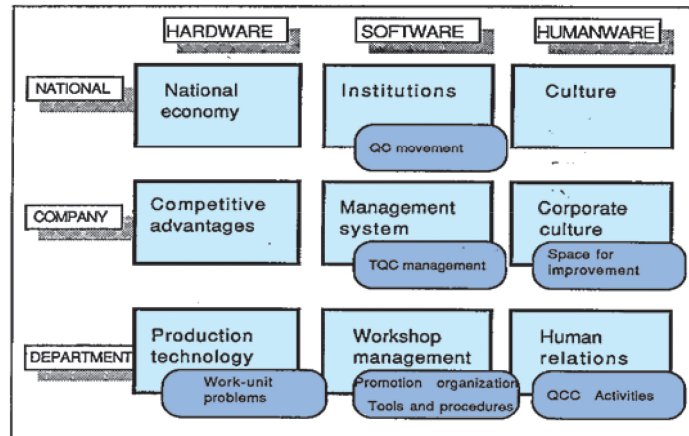 HARDWARE
SOFTWARE
HUMANWARE
NATIONAL
National
economy
Institutions
QC movement
Culture
COMPANY
Competitive
advantages
Management
system
TQC management
Corporate
culture
Space for
improvement
DEPARTMENT
Production
technology
Work-unit
problems
Workshop
management
Promotion organization
Tools and procedures
Human
relations
QCC Activities